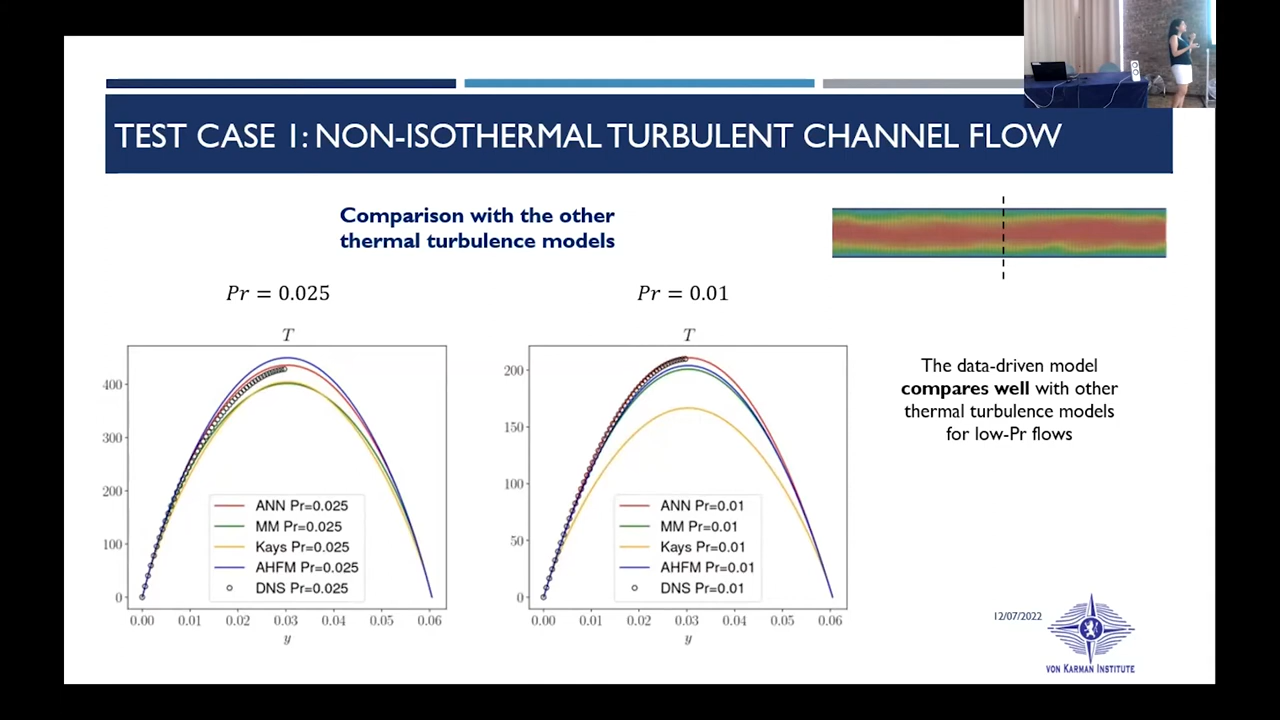 TEST CASE 1: NON-ISOTHERMAL TURBULENT CHANNEL FLOW
Comparison with the other
thermal turbulence models
Pr = 0.025
T
400
300
200
100
0
ANN Pr=0.025
MM Pr=0.025
Kays Pr=0.025
AHFM Pr=0.025
DNS Pr=0.025
0.00 0.01 0.02 0.03 0.04 0.05 0.06
y
Pr = 0.01
T
200
150
100
50
0
ANN Pr=0.01
MM Pr=0.01
Kays Pr=0.01
AHFM Pr=0.01
DNS Pr=0.01
0.00 0.01 0.02 0.03 0.04 0.05 0.06
y
The data-driven model
compares well with other
thermal turbulence models
for low-Pr flows
12/07/2022
VON KARMAN INSTITUTE